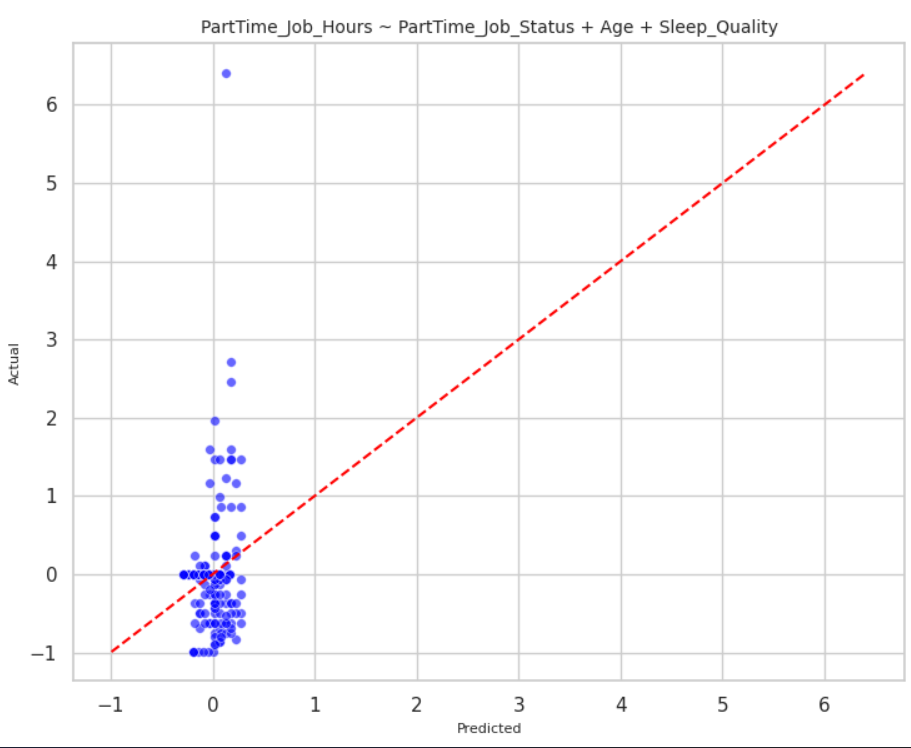 PartTime_Job_Hours ~ PartTime_Job_Status + Age + Sleep_Quality
6
5
4
3
2
1
0
−1
Actual
−1 0 1 2 3 4 5 6
Predicted